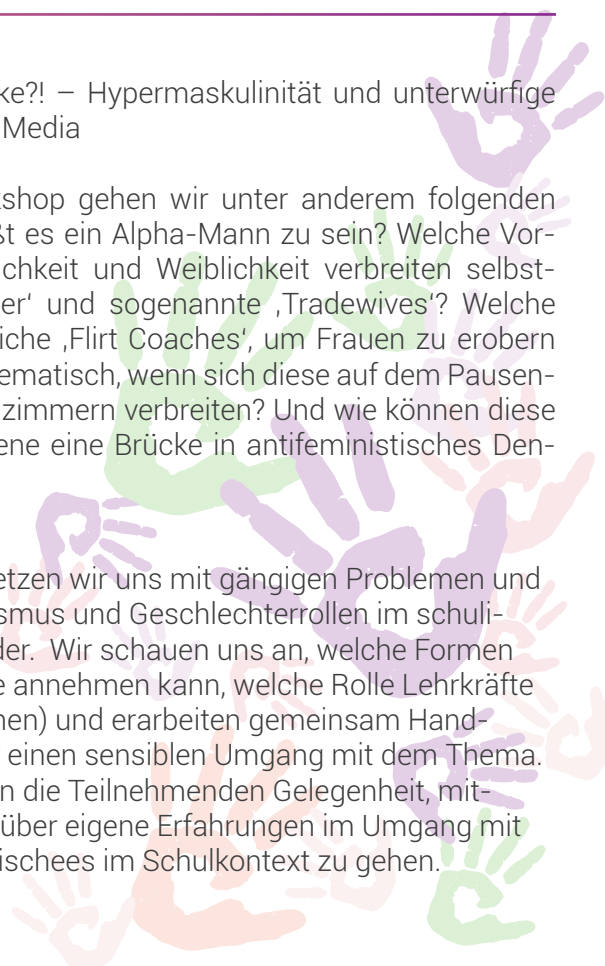 ke?! – Hypermaskulinität und unterwürfige
Media
kshop gehen wir unter anderem folgenden
ßt es ein Alpha-Mann zu sein? Welche Vor-
ichkeit und Weiblichkeit verbreiten selbst-
er‘ und sogenannte ‚Tradewives‘? Welche
iche ‚Flirt Coaches‘, um Frauen zu erobern
ematisch, wenn sich diese auf dem Pausen-
zimmern verbreiten? Und wie können diese
ene eine Brücke in antifeministisches Den-
etzen wir uns mit gängigen Problemen und
smus und Geschlechterrollen im schuli-
der. Wir schauen uns an, welche Formen
e annehmen kann, welche Rolle Lehrkräfte
nen) und erarbeiten gemeinsam Hand-
einen sensiblen Umgang mit dem Thema.
n die Teilnehmenden Gelegenheit, mit-
über eigene Erfahrungen im Umgang mit
ischees im Schulkontext zu gehen.